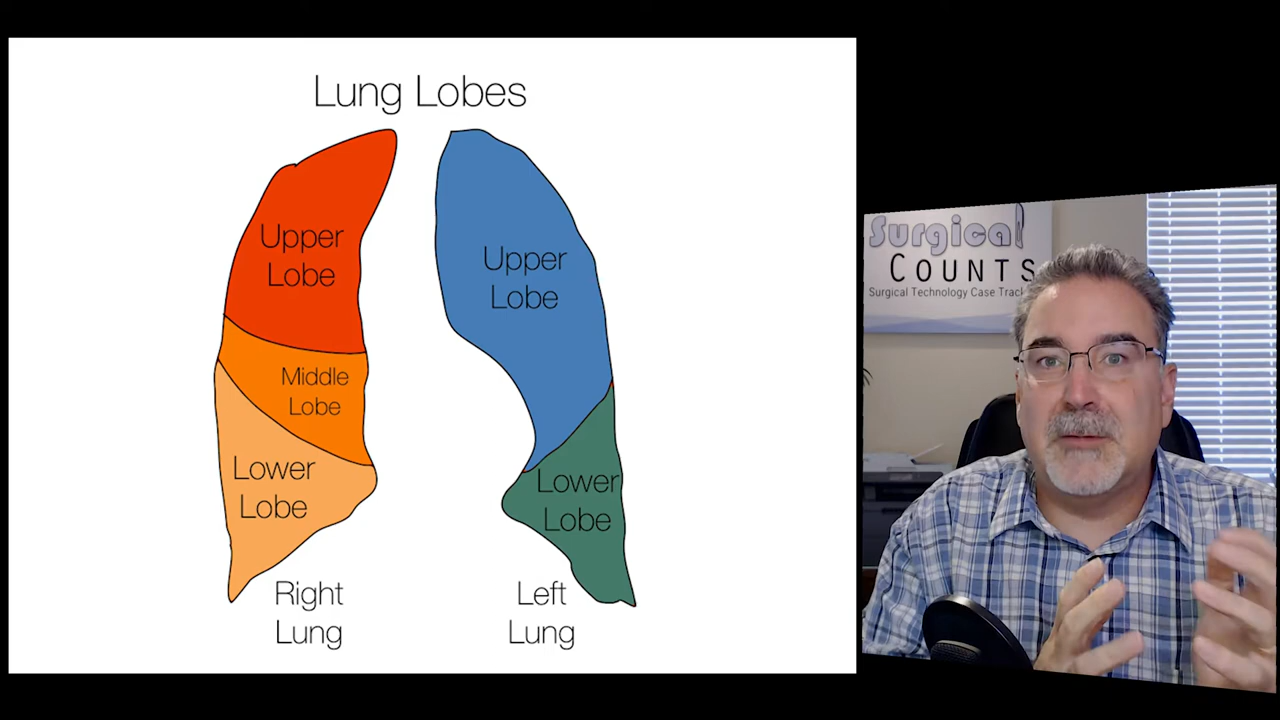 Lung Lobes
Upper
Lobe
Middle
Lobe
Lower
Lobe
Right
Lung
Upper
Lobe
Lower
Lobe
Left
Lung
Surgical
COUNTS
Surgical Technology Case